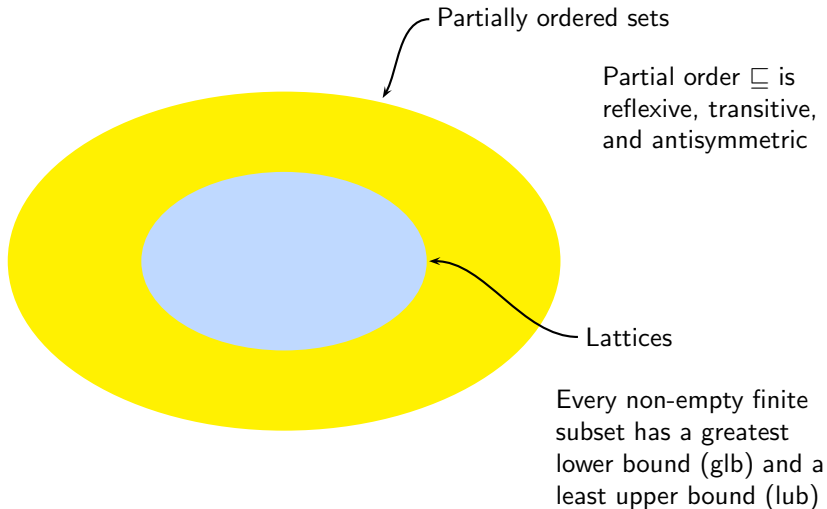 Partially ordered sets
Partial order ⊑ is
reflexive, transitive,
and antisymmetric
Lattices
Every non-empty finite
subset has a greatest
lower bound (glb) and a
least upper bound (lub)